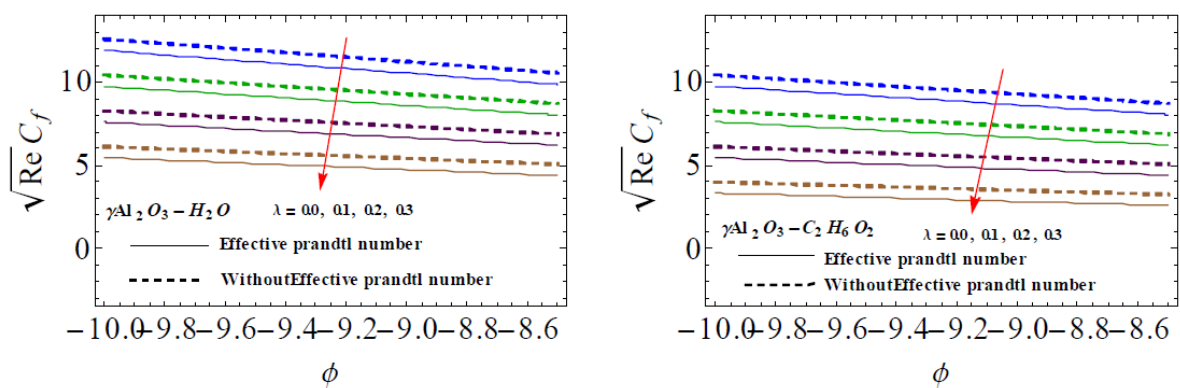 10
5
0
√Re C_f
γAl₂O₃−H₂O λ = 0.0, 0.1, 0.2, 0.3
Effective prandtl number
WithoutEffective prandtl number
−10.0 −9.8 −9.6 −9.4 −9.2 −9.0 −8.8 −8.6
ϕ
10
5
0
√Re C_f
γAl₂O₃−C₂H₆O₂ λ = 0.0, 0.1, 0.2, 0.3
Effective prandtl number
WithoutEffective prandtl number
−10.0 −9.8 −9.6 −9.4 −9.2 −9.0 −8.8 −8.6
ϕ